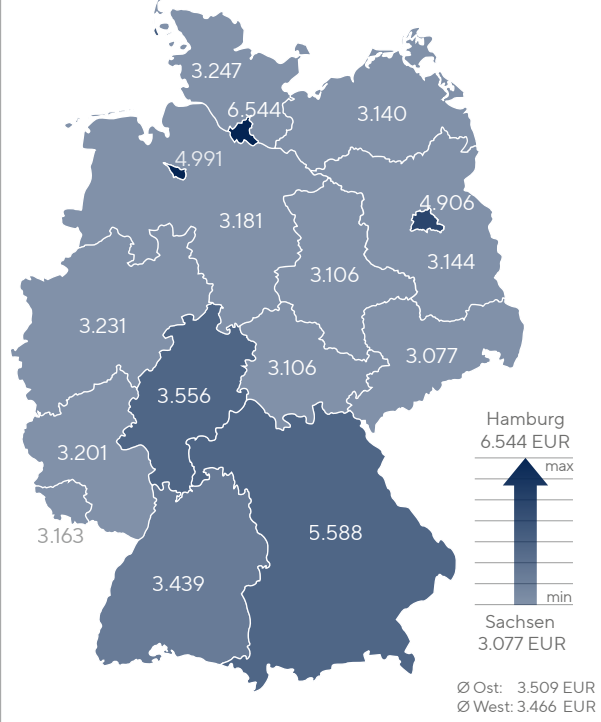 3.247
6.544
3.140
4.991
4.906
3.181
3.144
3.106
3.231
3.077
3.106
3.556
Hamburg
6.544 EUR
3.201
max
3.163
5.588
3.439
min
Sachsen
3.077 EUR
Ø Ost: 3.509 EUR
Ø West: 3.466 EUR